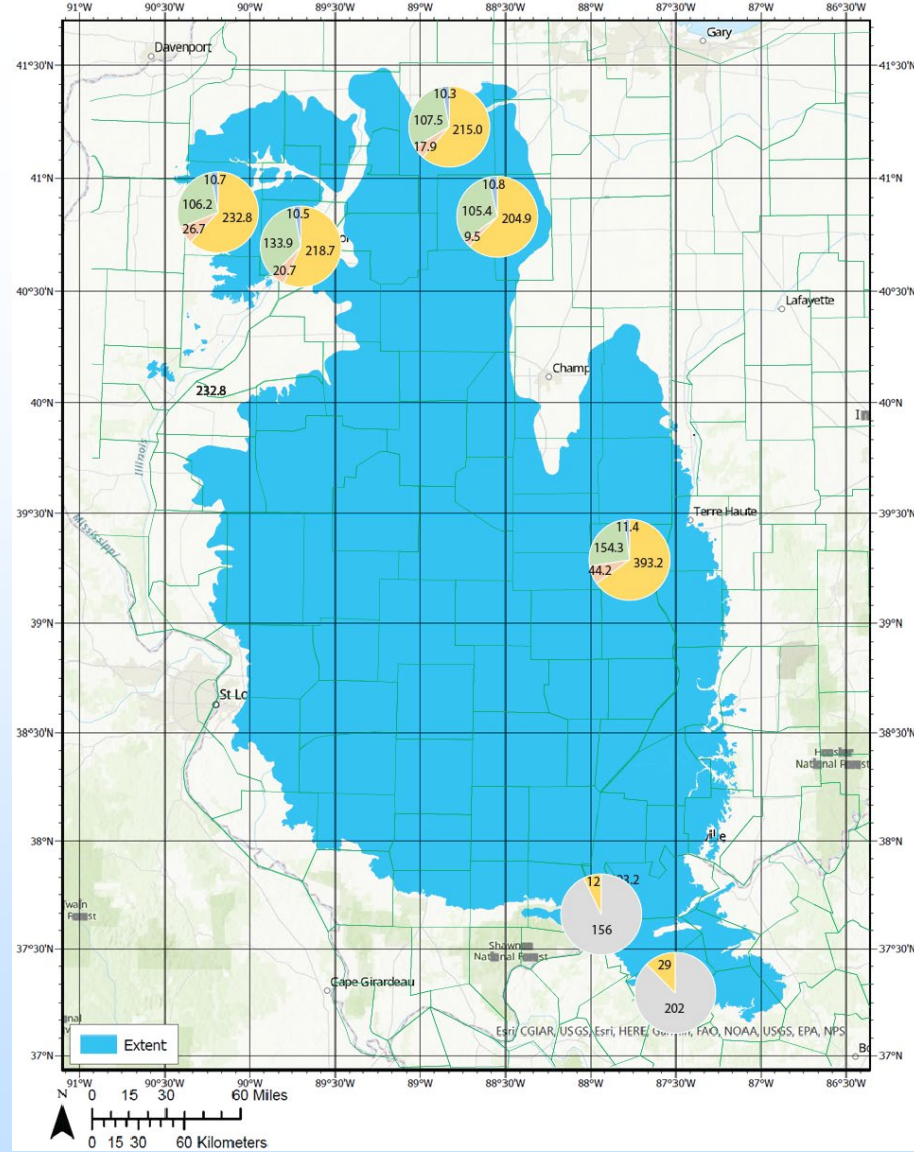 91°W 90°30'W 90°W 89°30'W 89°W 88°30'W 88°W 87°30'W 87°W 86°30'W
Gary
Davenport
41°30'N 41°30'N
10.3
107.5 215.0
17.9
41°N 41°N
10.7 10.8
106.2 232.8
10.5
105.4 204.9
133.9 218.7
26.7
9.5
20.7
40°30'N 40°30'N
Lafayette
Champ
232.8
40°N 40°N
Illinois
39°30'N 39°30'N
Terre Haute
Mississippi
11.4
154.3 393.2
44.2
39°N 39°N
St Lo
38°30'N 38°30'N
38°N 38°N
12
156
37°30'N 37°30'N
Shawn
National Forest
29
202
Cape Girardeau
Esri, CGIAR, USGS, Esri, HERE, Garmin, FAO, NOAA, USGS, EPA, NPS
Extent
37°N 37°N
91°W 90°30'W 90°W 89°30'W 89°W 88°30'W 88°W 87°30'W 87°W 86°30'W
N 0 15 30 60 Miles
0 15 30 60 Kilometers